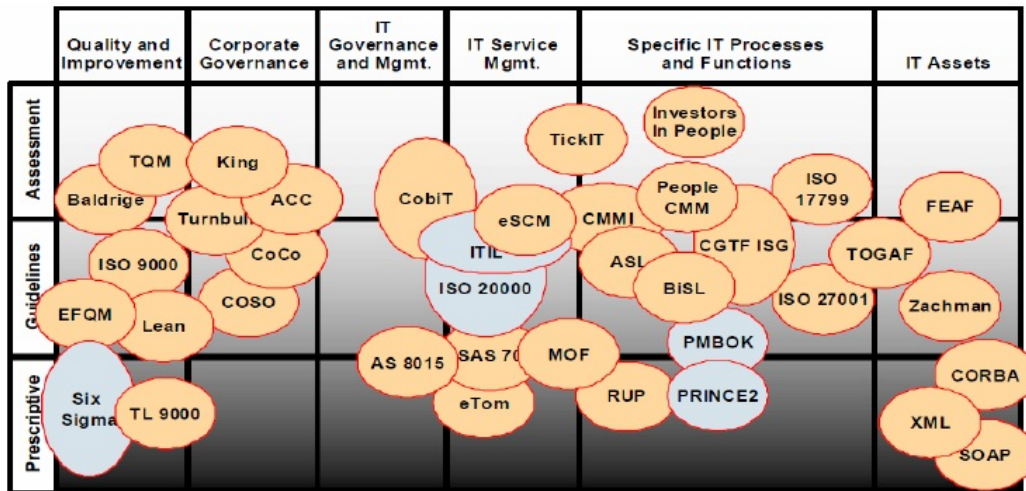 Quality and
Improvement
Corporate
Governance
IT
Governance
and Mgmt.
IT Service
Mgmt.
Specific IT Processes
and Functions
IT Assets
Assessment
TQM
King
Baldrige
Turnbull
ACC
CobiT
TickIT
Investors
In People
eSCM
CMMI
People
CMM
ISO
17799
FEAF
Guidelines
ISO 9000
CoCo
COSO
EFQM
Lean
ITIL
ISO 20000
ASL
CGTF ISG
BiSL
TOGAF
ISO 27001
Zachman
PMBOK
Prescriptive
Six
Sigma
TL 9000
AS 8015
SAS 70
MOF
eTom
RUP
PRINCE2
CORBA
XML
SOAP